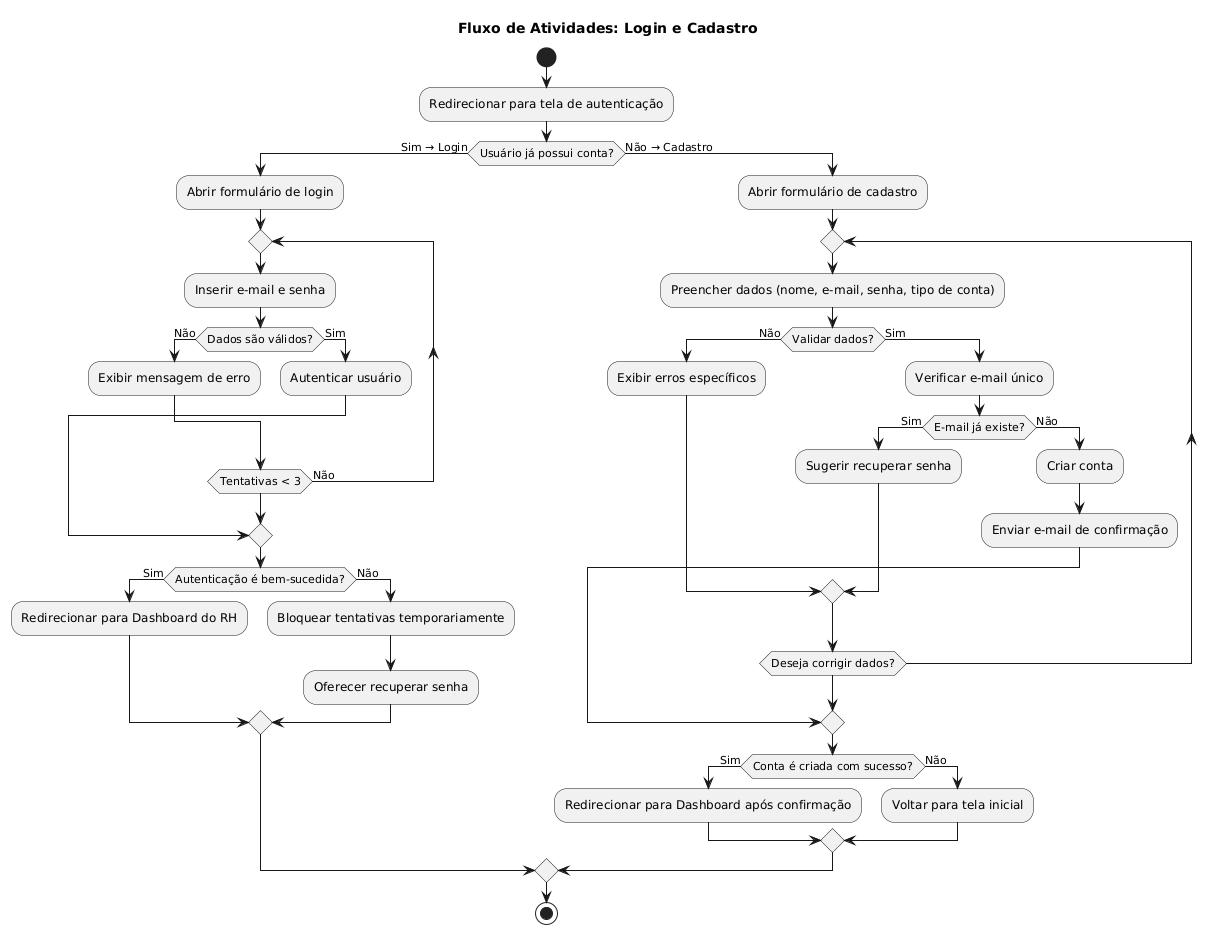 Fluxo de Atividades: Login e Cadastro
Redirecionar para tela de autenticação
Usuário já possui conta?
Sim → Login
Não → Cadastro
Abrir formulário de login
Inserir e-mail e senha
Dados são válidos?
Não
Sim
Exibir mensagem de erro
Autenticar usuário
Tentativas < 3
Não
Autenticação é bem-sucedida?
Sim
Não
Redirecionar para Dashboard do RH
Bloquear tentativas temporariamente
Oferecer recuperar senha
Abrir formulário de cadastro
Preencher dados (nome, e-mail, senha, tipo de conta)
Validar dados?
Não
Sim
Exibir erros específicos
Verificar e-mail único
E-mail já existe?
Sim
Não
Sugerir recuperar senha
Criar conta
Enviar e-mail de confirmação
Deseja corrigir dados?
Conta é criada com sucesso?
Sim
Não
Redirecionar para Dashboard após confirmação
Voltar para tela inicial